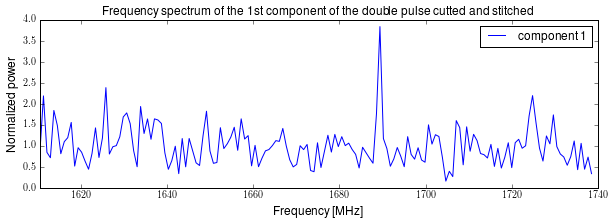 Frequency spectrum of the 1st component of the double pulse cutted and stitched
4.0
3.5
3.0
2.5
2.0
1.5
1.0
0.5
0.0
Normalized power
component 1
1620 1640 1660 1680 1700 1720 1740
Frequency [MHz]